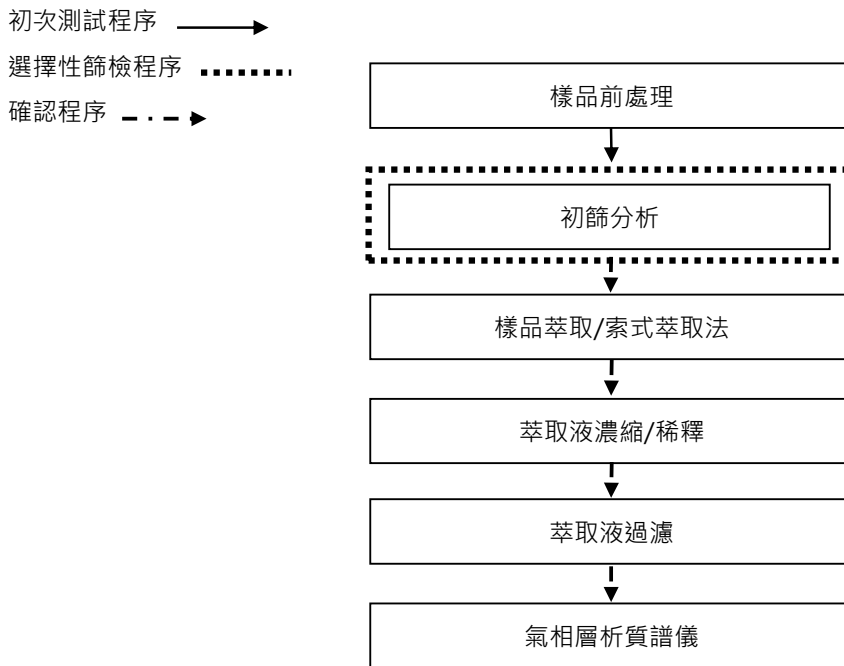 初次測試程序
選擇性篩檢程序
確認程序
樣品前處理
初篩分析
樣品萃取/索式萃取法
萃取液濃縮/稀釋
萃取液過濾
氣相層析質譜儀